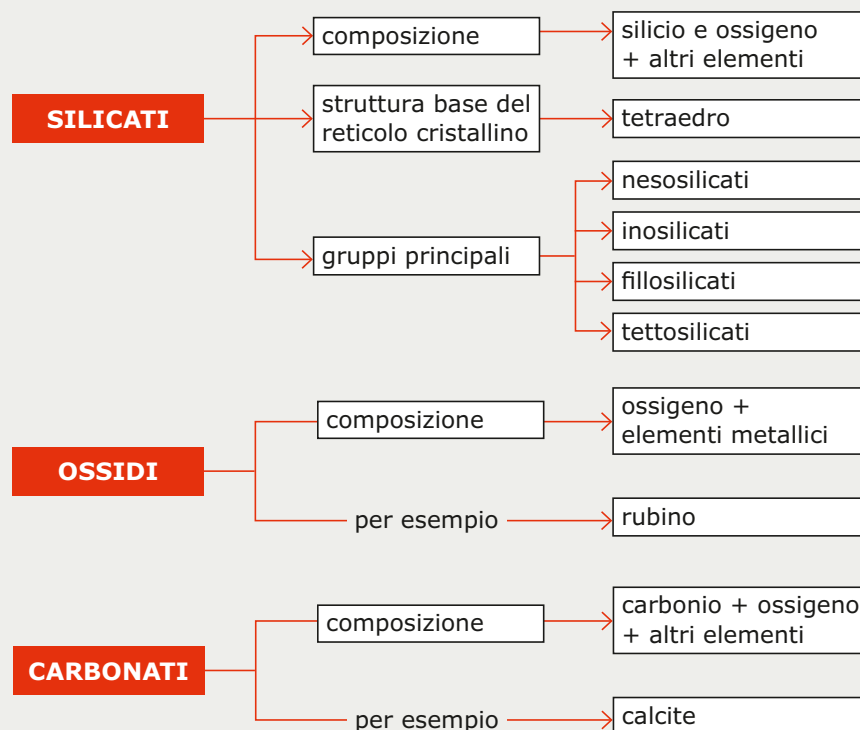 SILICATI
composizione
silicio e ossigeno
+ altri elementi
struttura base del
reticolo cristallino
tetraedro
gruppi principali
nesosilicati
inosilicati
fillosilicati
tettosilicati
OSSIDI
composizione
ossigeno +
elementi metallici
per esempio
rubino
CARBONATI
composizione
carbonio + ossigeno
+ altri elementi
per esempio
calcite